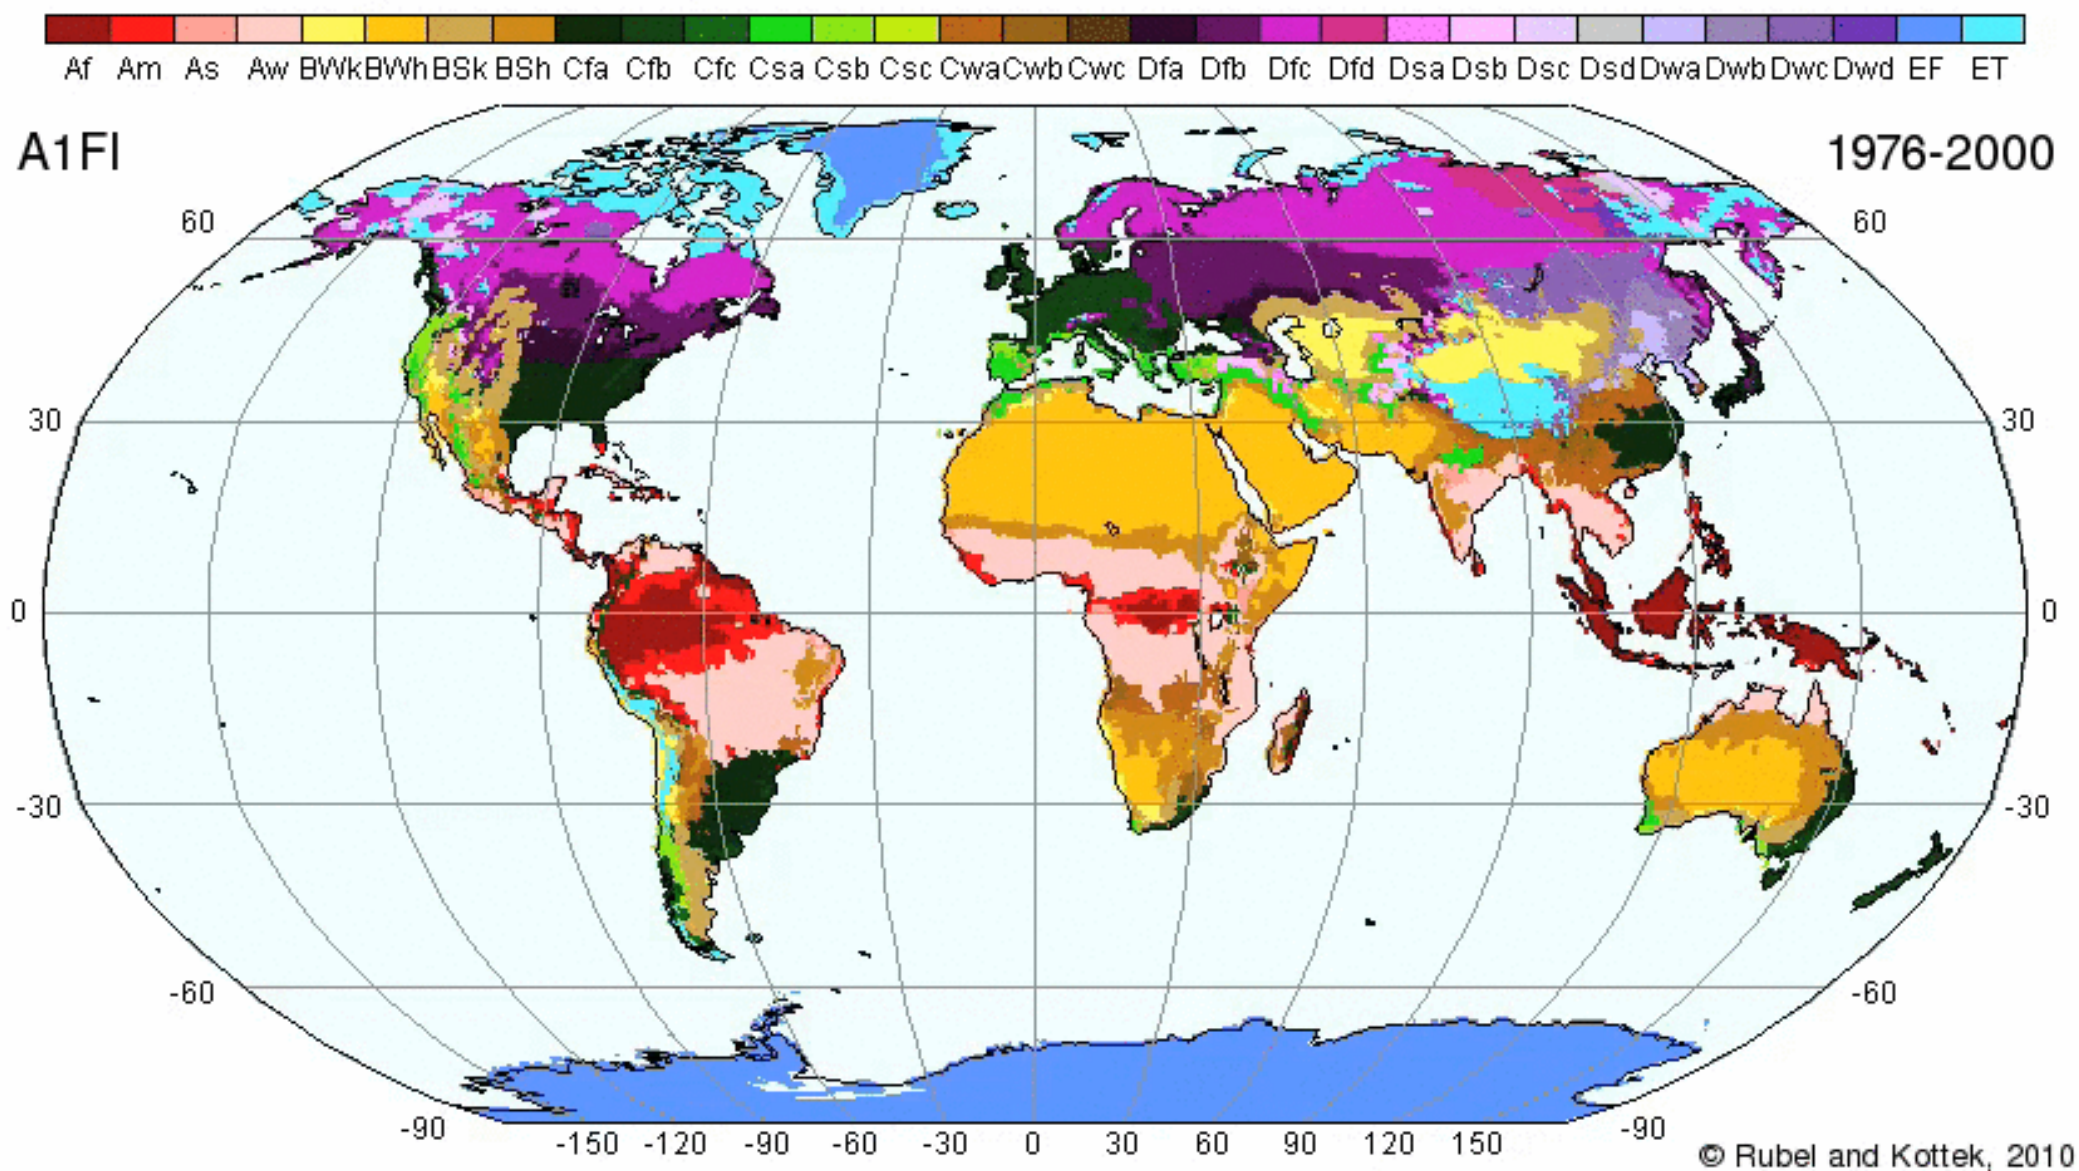 Af Am As Aw BWk BWh BSk BSh Cfa Cfb Cfc Csa Csb Csc Cwa Cwb Cwc Dfa Dfb Dfc Dfd Dsa Dsb Dsc Dsd Dwa Dwb Dwc Dwd EF ET
A1FI 1976-2000
60 60
30 30
0 0
-30 -30
-60 -60
-90 -90
-150 -120 -90 -60 -30 0 30 60 90 120 150
© Rubel and Kottek, 2010